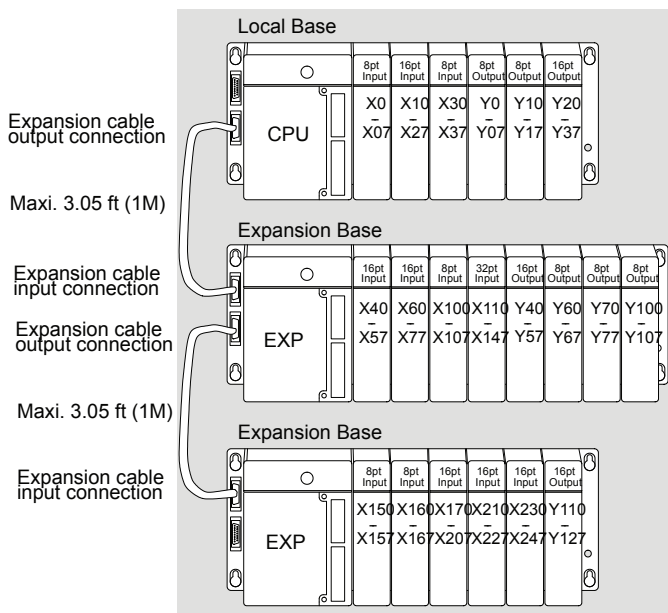 Local Base
8pt Input
16pt Input
8pt Input
8pt Output
8pt Output
16pt Output
CPU
X0 - X07
X10 - X27
X30 - X37
Y0 - Y07
Y10 - Y17
Y20 - Y37
Expansion cable
output connection
Maxi. 3.05 ft (1M)
Expansion Base
Expansion cable
input connection
Expansion cable
output connection
16pt Input
16pt Input
8pt Input
32pt Input
16pt Output
8pt Output
8pt Output
8pt Output
EXP
X40 - X57
X60 - X77
X100 - X107
X110 - X147
Y40 - Y57
Y60 - Y67
Y70 - Y77
Y100 - Y107
Maxi. 3.05 ft (1M)
Expansion Base
Expansion cable
input connection
8pt Input
8pt Input
16pt Input
16pt Input
16pt Input
16pt Output
EXP
X150 - X157
X160 - X167
X170 - X207
X210 - X227
X230 - X247
Y110 - Y127